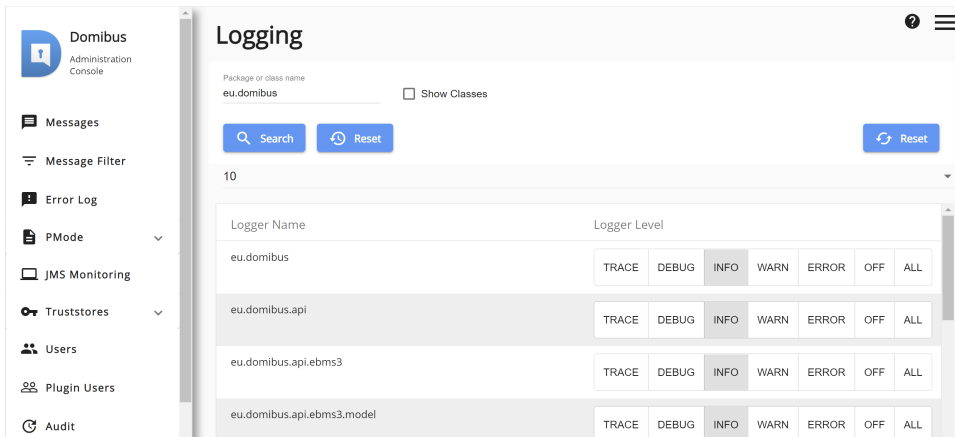 Domibus
Administration
Console
Messages
Message Filter
Error Log
PMode
JMS Monitoring
Truststores
Users
Plugin Users
Audit
Logging
Package or class name
eu.domibus
Show Classes
Search
Reset
Reset
10
Logger Name Logger Level
eu.domibus
TRACE DEBUG INFO WARN ERROR OFF ALL
eu.domibus.api
TRACE DEBUG INFO WARN ERROR OFF ALL
eu.domibus.api.ebms3
TRACE DEBUG INFO WARN ERROR OFF ALL
eu.domibus.api.ebms3.model
TRACE DEBUG INFO WARN ERROR OFF ALL